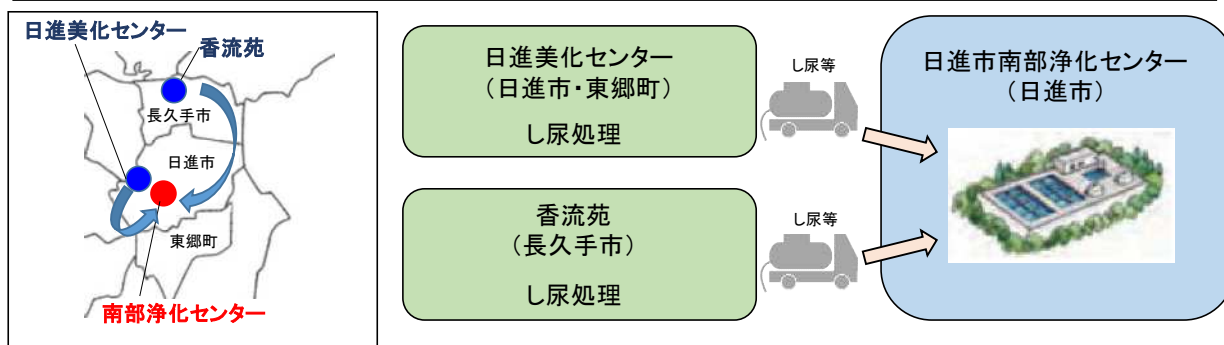 日進美化センター
香流苑
長久手市
日進市
東郷町
南部浄化センター
日進美化センター
(日進市・東郷町)
し尿処理
し尿等
香流苑
(長久手市)
し尿処理
し尿等
日進市南部浄化センター
(日進市)